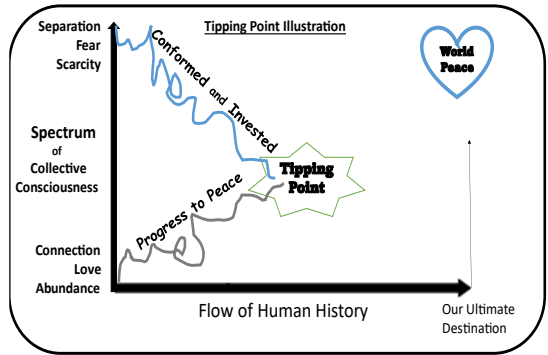 Tipping Point Illustration
Separation
Fear
Scarcity
Conformed and Invested
World
Peace
Spectrum
of
Collective
Consciousness
Tipping
Point
Progress to Peace
Connection
Love
Abundance
Flow of Human History
Our Ultimate
Destination